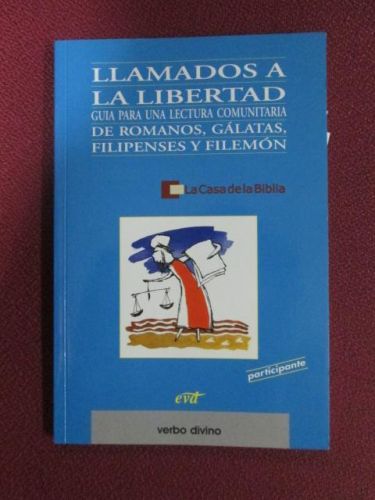 LLAMADOS A
LA LIBERTAD
GUIA PARA UNA LECTURA COMUNITARIA
DE ROMANOS, GÁLATAS,
FILIPENSES Y FILEMÓN
La Casa de la Biblia
participante
evd
verbo divino